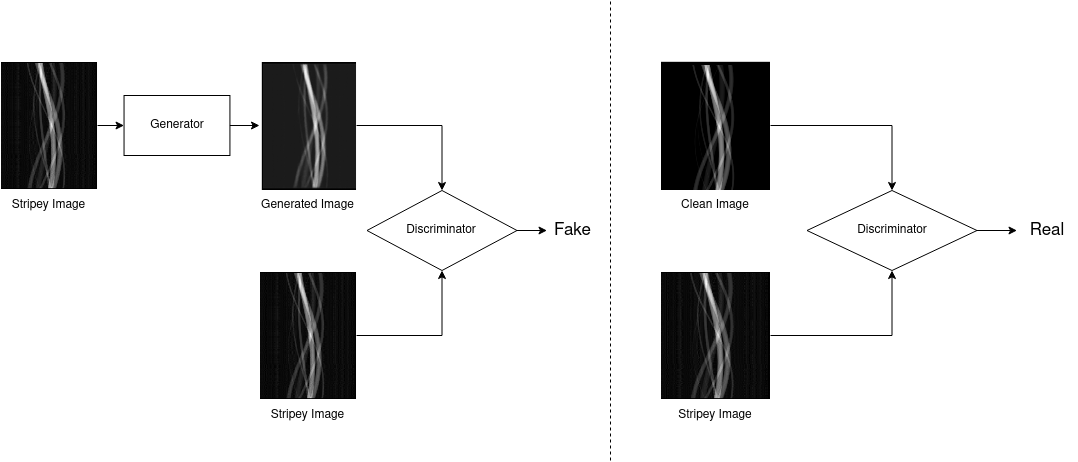 Generator
Stripey Image
Generated Image
Discriminator
Fake
Stripey Image
Clean Image
Discriminator
Real
Stripey Image